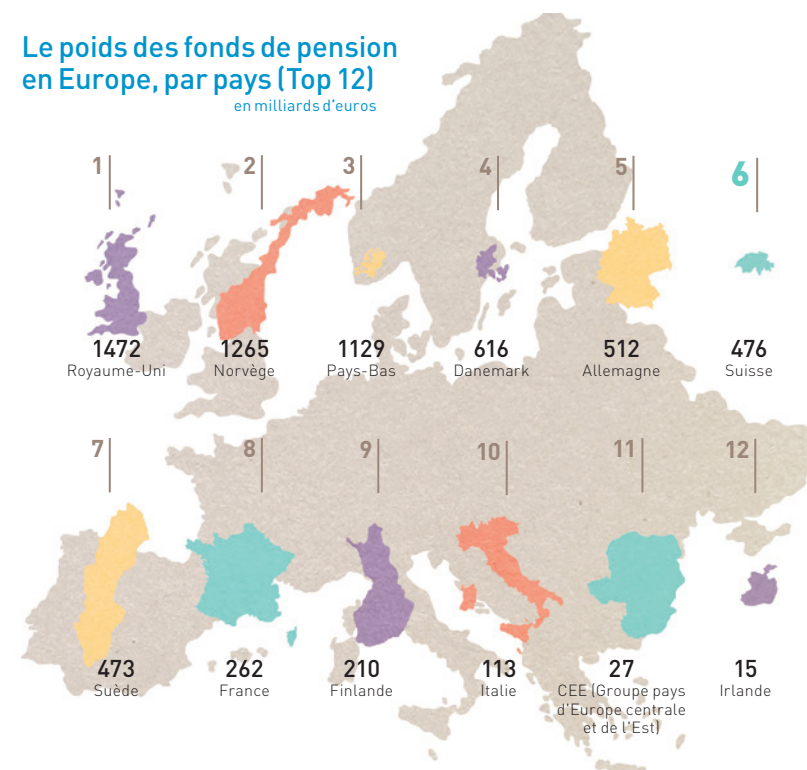 Le poids des fonds de pension
en Europe, par pays (Top 12)
en milliards d'euros
1
2
3
4
5
6
1472
Royaume-Uni
1265
Norvège
1129
Pays-Bas
616
Danemark
512
Allemagne
476
Suisse
7
8
9
10
11
12
473
Suède
262
France
210
Finlande
113
Italie
27
CEE (Groupe pays
d'Europe centrale
et de l'Est)
15
Irlande